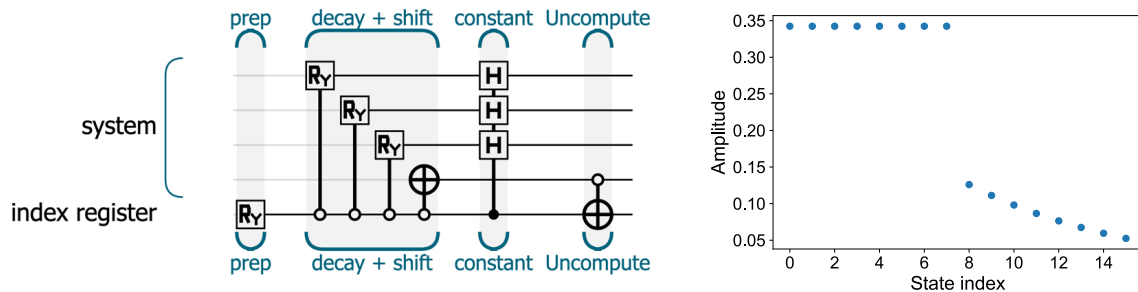 prep decay + shift constant Uncompute
R_Y H
R_Y H
system
R_Y H
index register R_Y
prep decay + shift constant Uncompute
Amplitude
0.35
0.30
0.25
0.20
0.15
0.10
0.05
0 2 4 6 8 10 12 14
State index